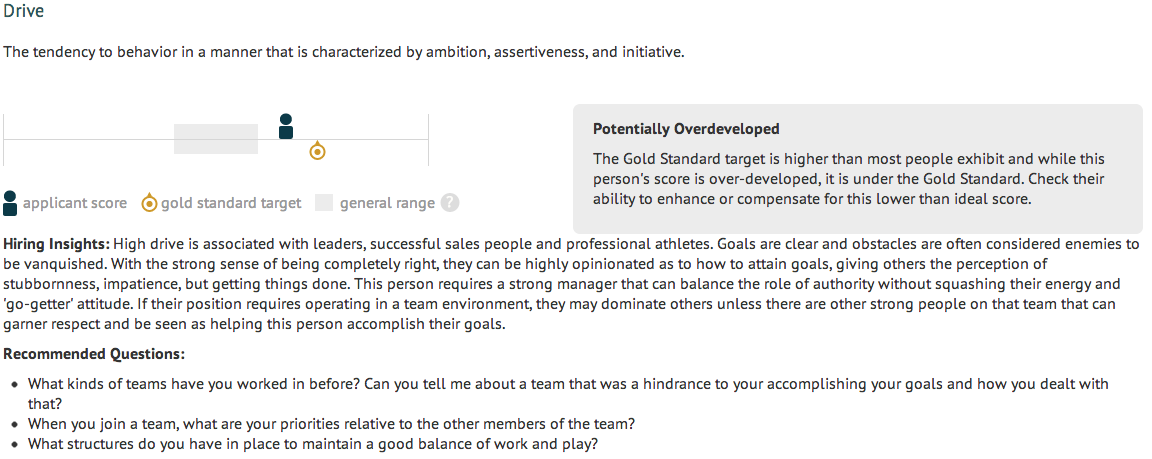 Drive
The tendency to behavior in a manner that is characterized by ambition, assertiveness, and initiative.
Potentially Overdeveloped
The Gold Standard target is higher than most people exhibit and while this
person's score is over-developed, it is under the Gold Standard. Check their
ability to enhance or compensate for this lower than ideal score.
applicant score gold standard target general range ?
Hiring Insights: High drive is associated with leaders, successful sales people and professional athletes. Goals are clear and obstacles are often considered enemies to
be vanquished. With the strong sense of being completely right, they can be highly opinionated as to how to attain goals, giving others the perception of
stubbornness, impatience, but getting things done. This person requires a strong manager that can balance the role of authority without squashing their energy and
'go-getter' attitude. If their position requires operating in a team environment, they may dominate others unless there are other strong people on that team that can
garner respect and be seen as helping this person accomplish their goals.
Recommended Questions:
• What kinds of teams have you worked in before? Can you tell me about a team that was a hindrance to your accomplishing your goals and how you dealt with
that?
• When you join a team, what are your priorities relative to the other members of the team?
• What structures do you have in place to maintain a good balance of work and play?